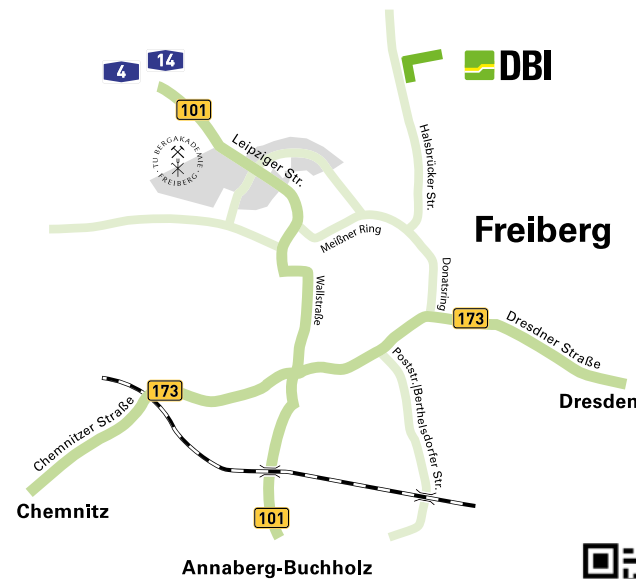 14
4
DBI
101
Leipziger Str.
TU BERGAKADEMIE
· FREIBERG ·
Halsbrücker Str.
Freiberg
Meißner Ring
Donatsring
Wallstraße
173
Dresdner Straße
Poststr.|Berthelsdorfer Str.
173
Dresden
Chemnitzer Straße
Chemnitz
101
Annaberg-Buchholz